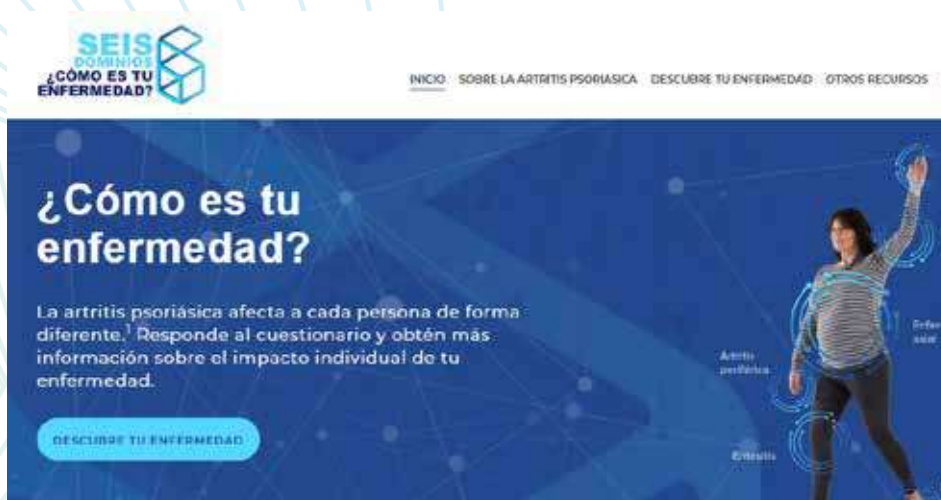 SEIS
DOMINIOS
¿CÓMO ES TU
ENFERMEDAD?
INICIO SOBRE LA ARTRITIS PSORIASICA DESCUBRE TU ENFERMEDAD OTROS RECURSOS
¿Cómo es tu
enfermedad?
La artritis psoriásica afecta a cada persona de forma
diferente.¹ Responde al cuestionario y obtén más
información sobre el impacto individual de tu
enfermedad.
Artritis
periférica
axial
DESCUBRE TU ENFERMEDAD
Entesitis